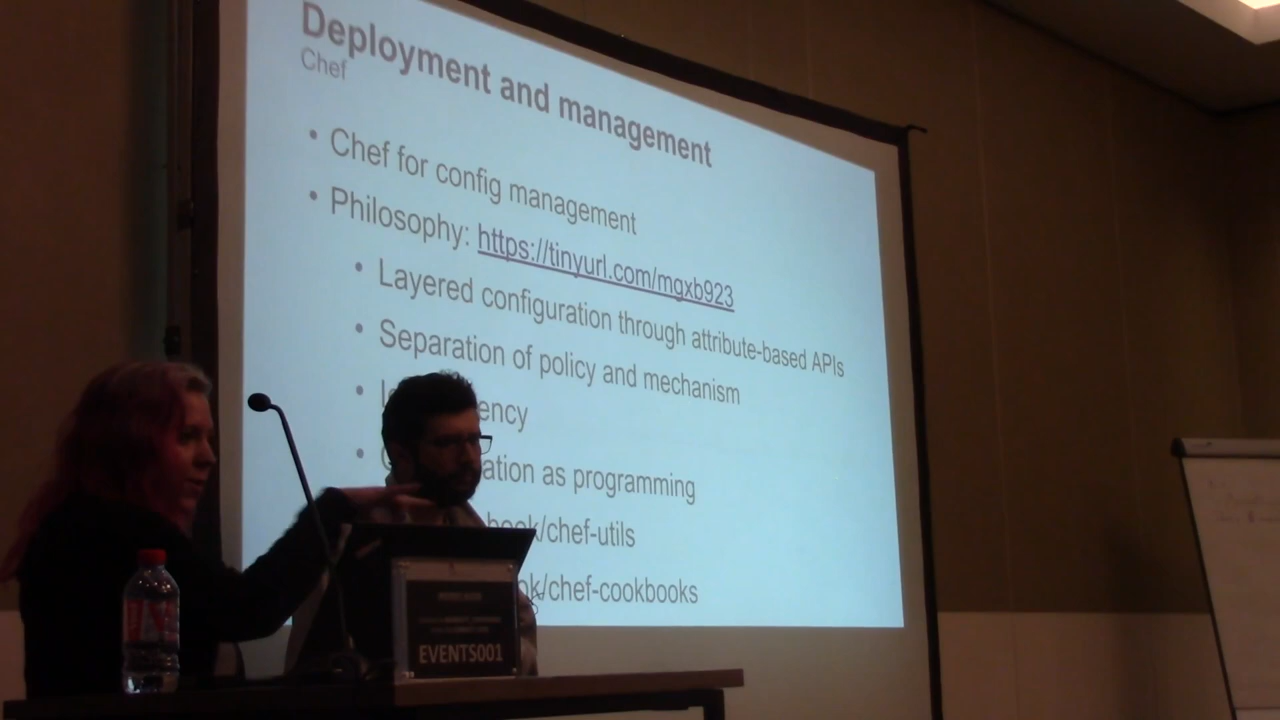 Deployment and management
Chef
• Chef for config management
• Philosophy: https://tinyurl.com/mgxb923
• Layered configuration through attribute-based APIs
• Separation of policy and mechanism
• ency
• ation as programming
book/chef-utils
ok/chef-cookbooks
EVENTS001